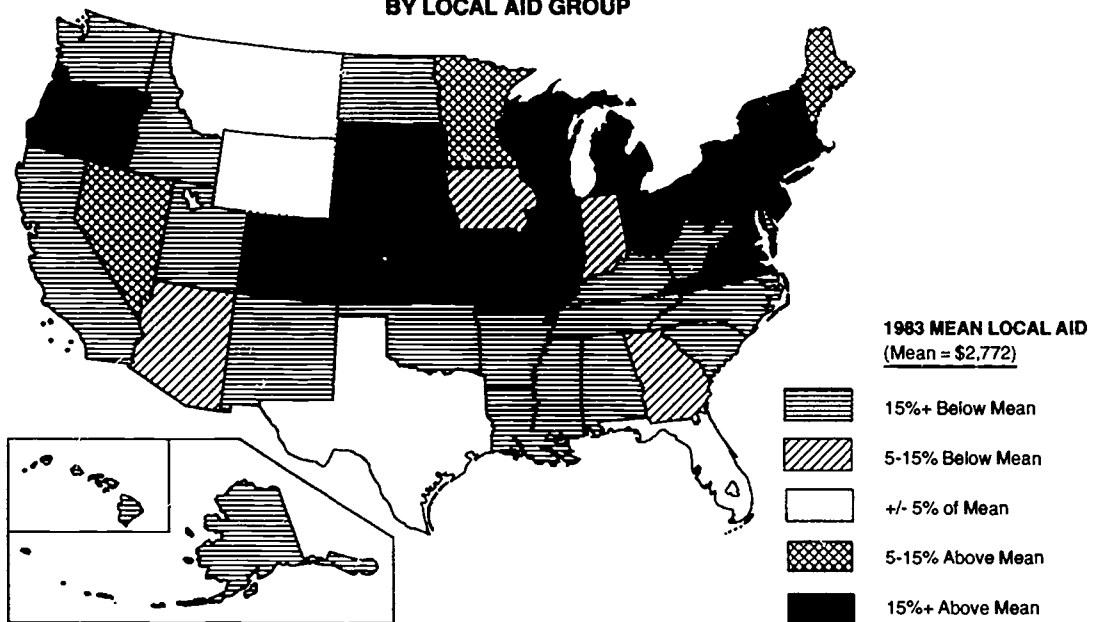 BY LOCAL AID GROUP
1983 MEAN LOCAL AID
(Mean = $2,772)
15%+ Below Mean
5-15% Below Mean
+/- 5% of Mean
5-15% Above Mean
15%+ Above Mean